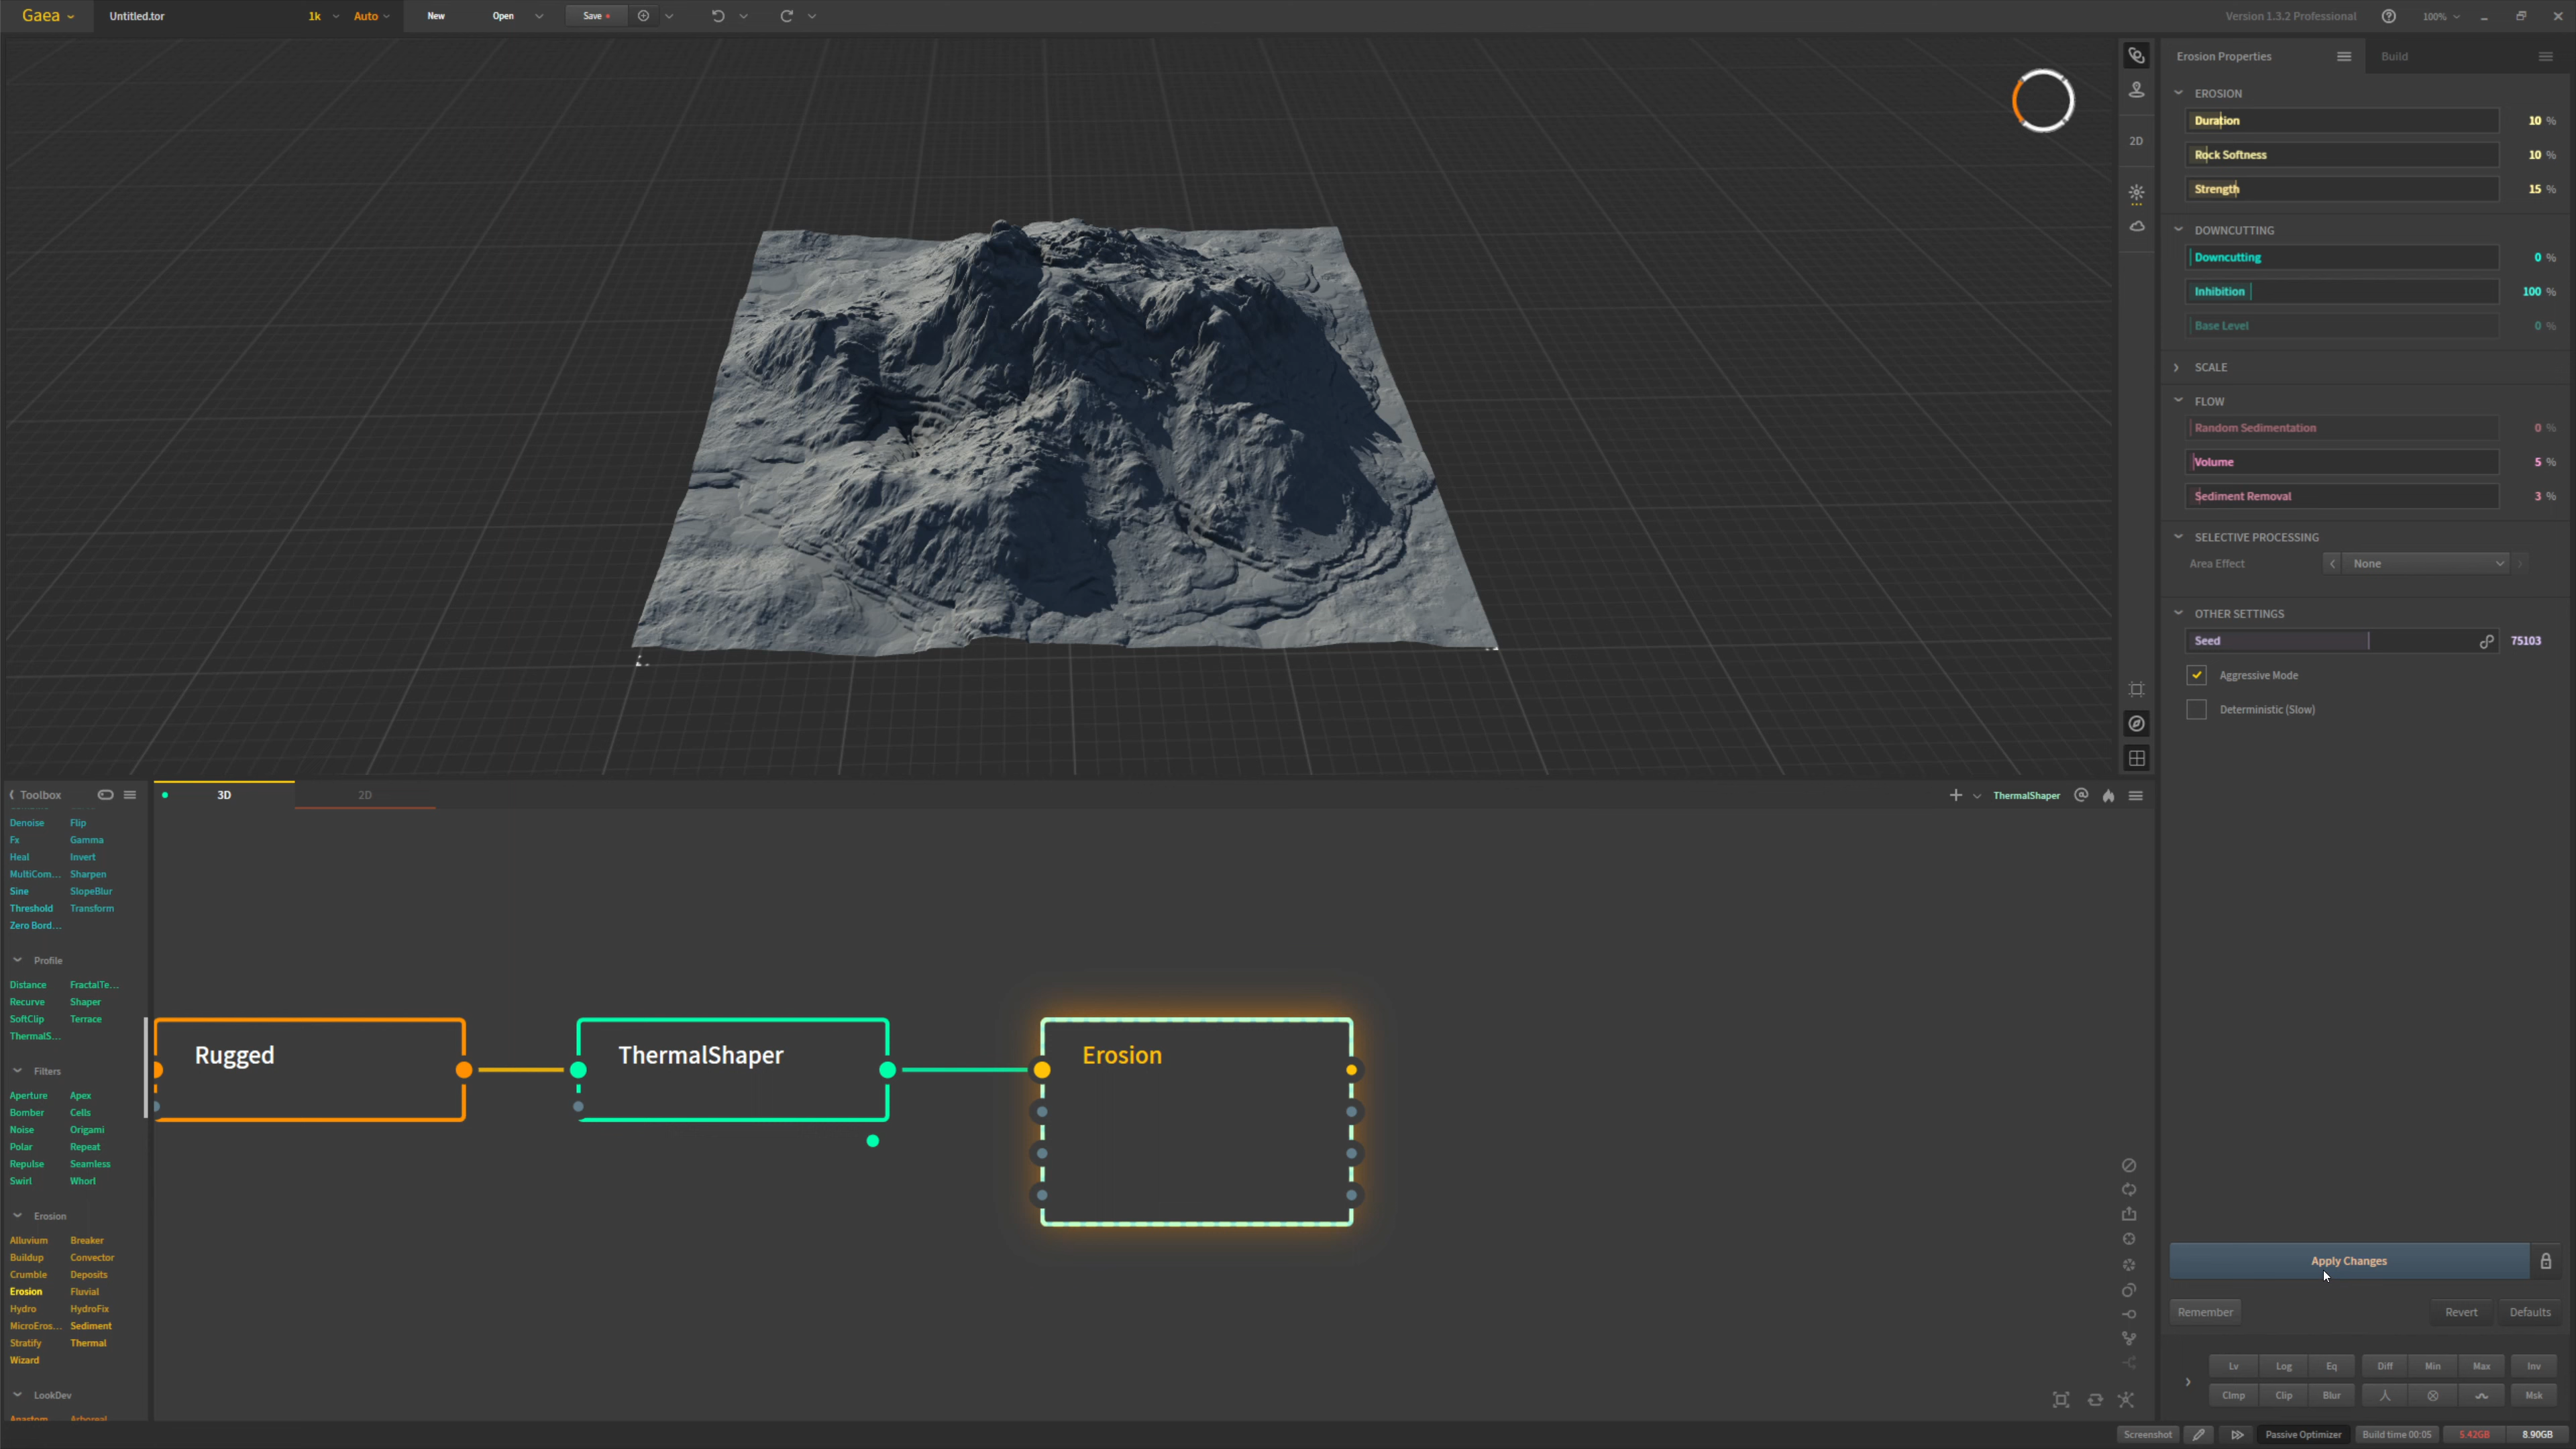 Gaea
Untitled.tor
1k
Auto
New
Open
Save
Version 1.3.2 Professional
100%
Erosion Properties
Build
EROSION
Duration 10 %
Rock Softness 10 %
Strength 15 %
DOWNCUTTING
Downcutting 0 %
Inhibition 100 %
Base Level 0 %
SCALE
FLOW
Random Sedimentation 0 %
Volume 5 %
Sediment Removal 3 %
SELECTIVE PROCESSING
Area Effect None
OTHER SETTINGS
Seed 75103
Aggressive Mode
Deterministic (Slow)
2D
Toolbox
3D
2D
ThermalShaper
Denoise Flip
Fx Gamma
Heal Invert
MultiCom... Sharpen
Sine SlopeBlur
Threshold Transform
Zero Bord...
Profile
Distance FractalTe...
Recurve Shaper
SoftClip Terrace
ThermalS...
Filters
Aperture Apex
Bomber Cells
Noise Origami
Polar Repeat
Repulse Seamless
Swirl Whorl
Erosion
Alluvium Breaker
Buildup Convector
Crumble Deposits
Erosion Fluvial
Hydro HydroFix
MicroEros... Sediment
Stratify Thermal
Wizard
LookDev
Rugged
ThermalShaper
Erosion
Apply Changes
Remember
Revert
Defaults
Lv Log Eq Diff Min Max Inv
Clmp Clip Blur Msk
Screenshot
Passive Optimizer
Build time 00:05
5.42GB
8.90GB